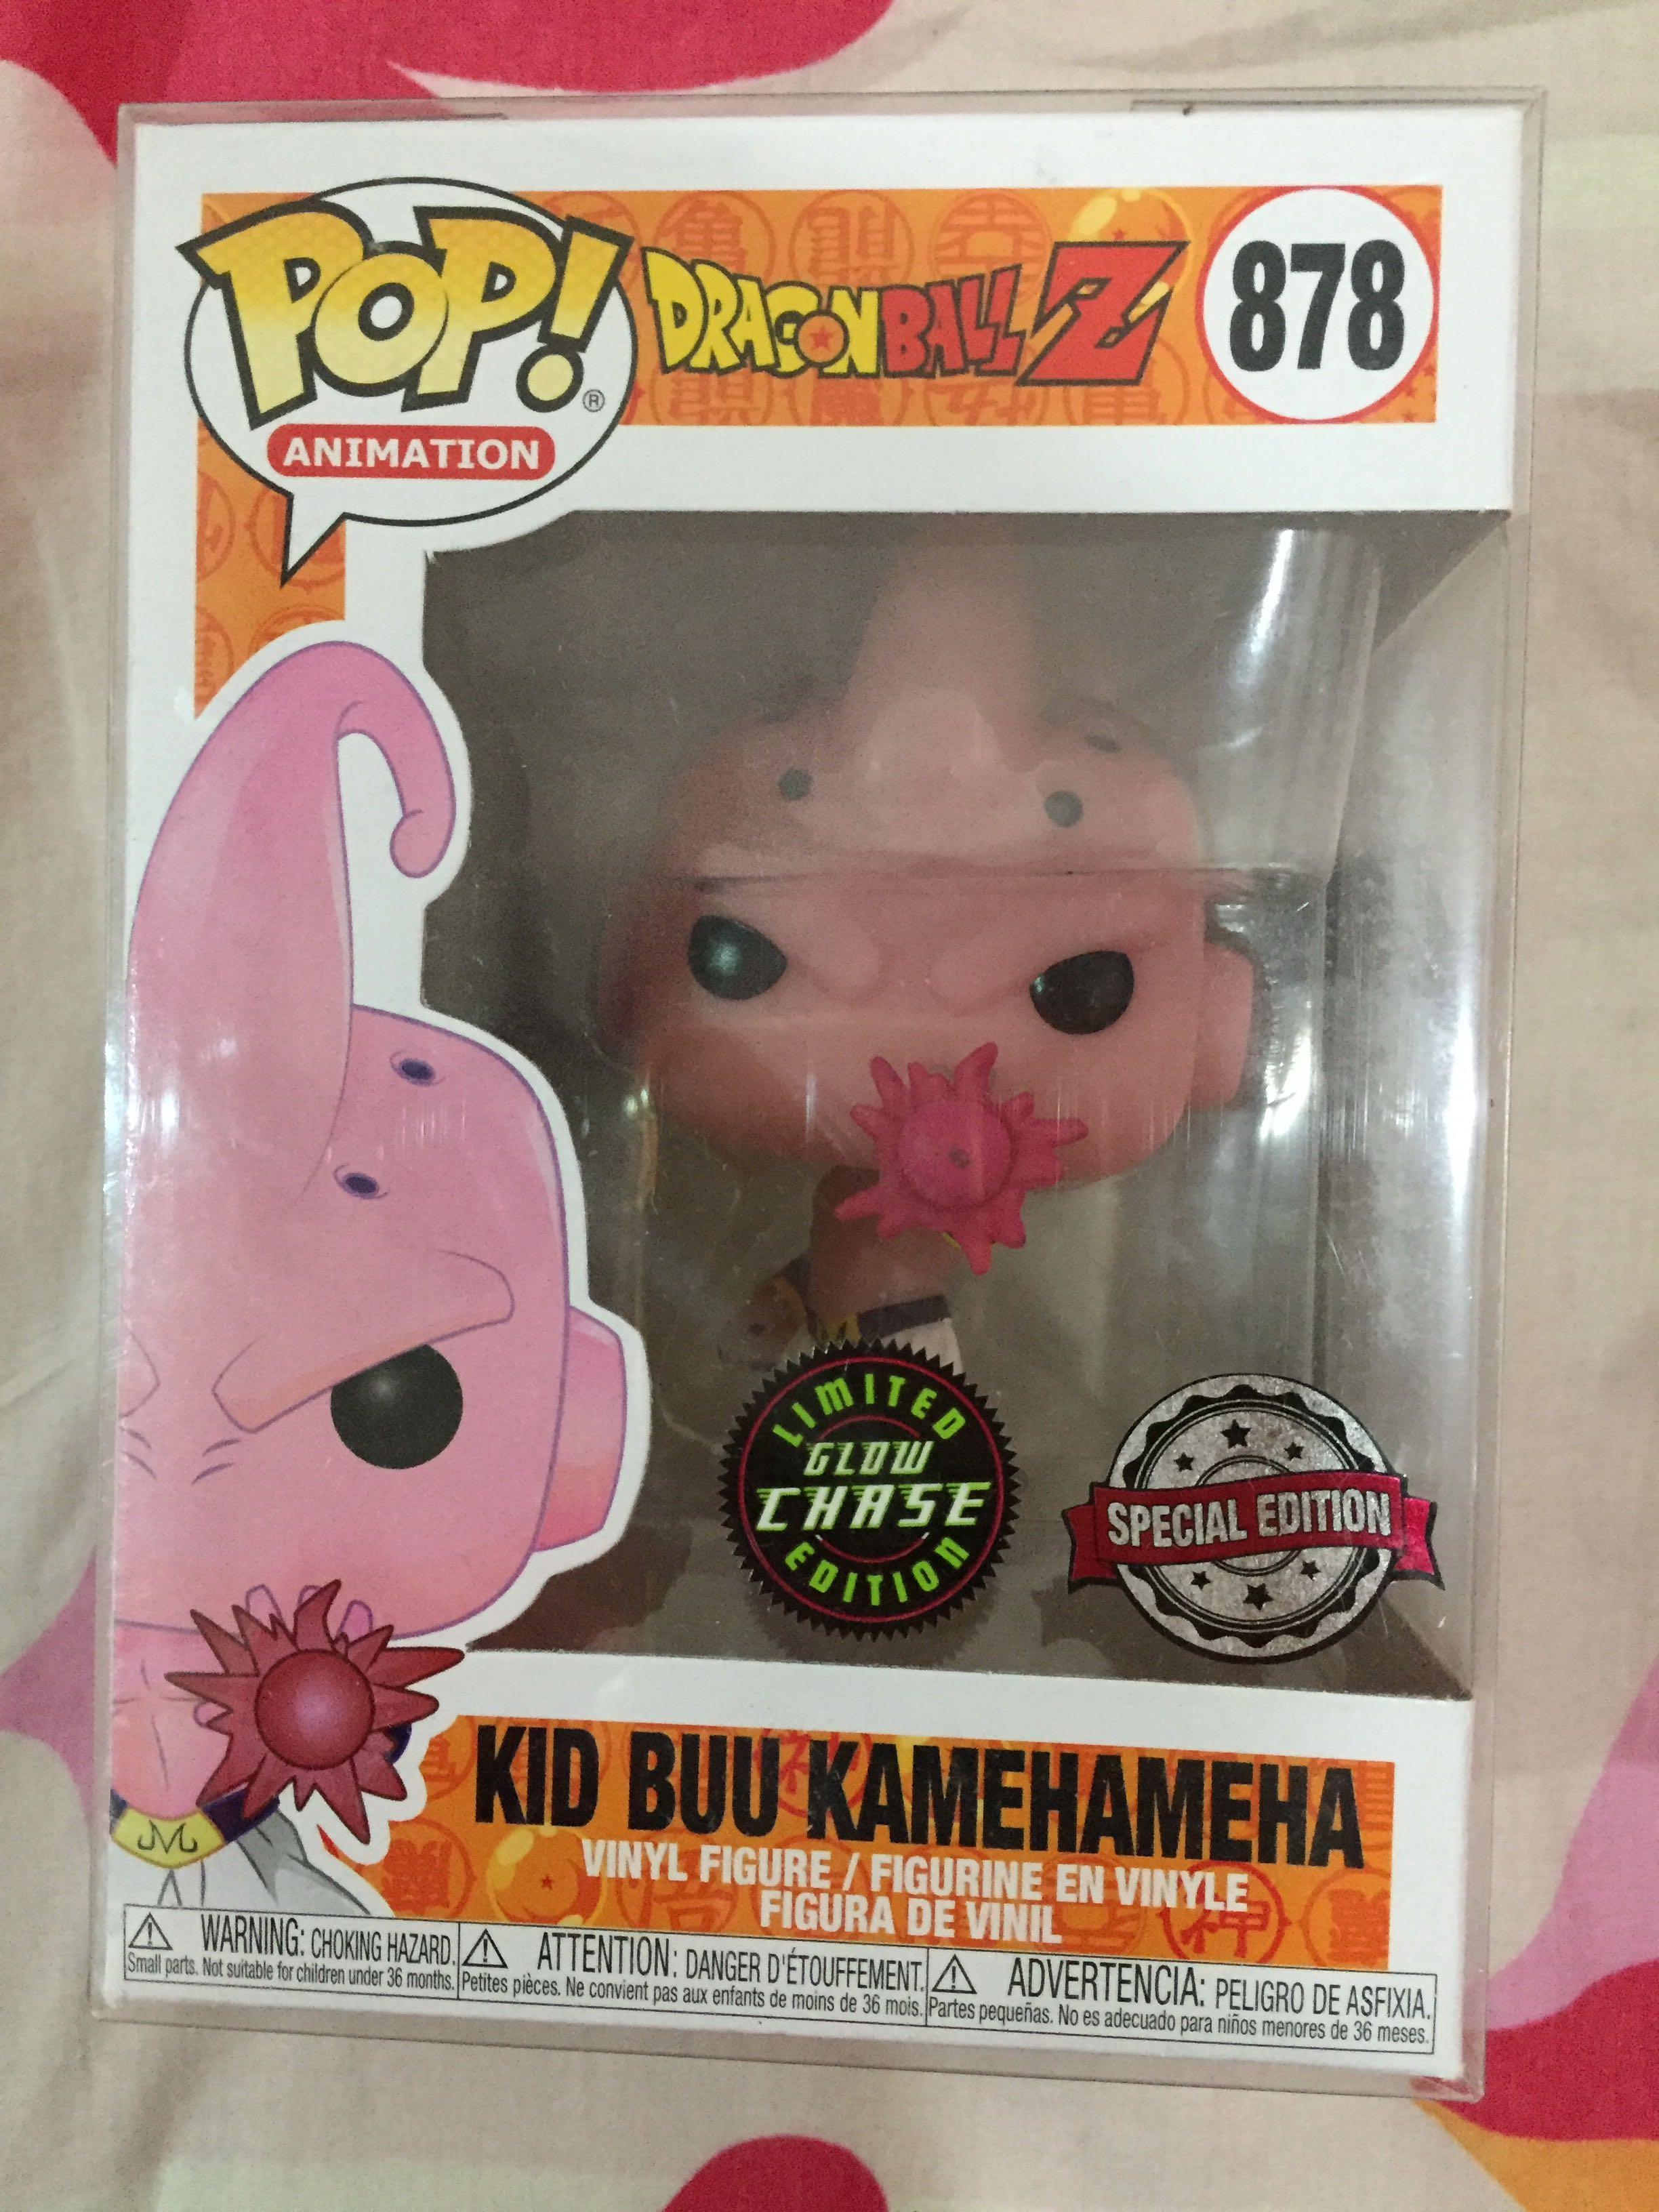 POP!®
ANIMATION
DRAGON BALL Z
878
LIMITED
GLOW
CHASE
EDITION
SPECIAL EDITION
KID BUU KAMEHAMEHA
VINYL FIGURE / FIGURINE EN VINYLE
FIGURA DE VINIL
WARNING: CHOKING HAZARD.
Small parts. Not suitable for children under 36 months.
ATTENTION: DANGER D'ÉTOUFFEMENT.
Petites pièces. Ne convient pas aux enfants de moins de 36 mois.
ADVERTENCIA: PELIGRO DE ASFIXIA.
Partes pequeñas. No es adecuado para niños menores de 36 meses.